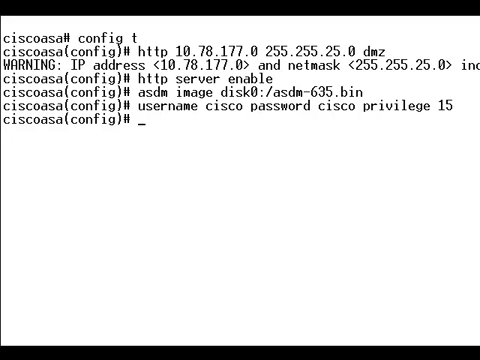 ciscoasa# config t
ciscoasa(config)# http 10.78.177.0 255.255.25.0 dmz
WARNING: IP address <10.78.177.0> and netmask <255.255.25.0> inc
ciscoasa(config)# http server enable
ciscoasa(config)# asdm image disk0:/asdm-635.bin
ciscoasa(config)# username cisco password cisco privilege 15
ciscoasa(config)# _